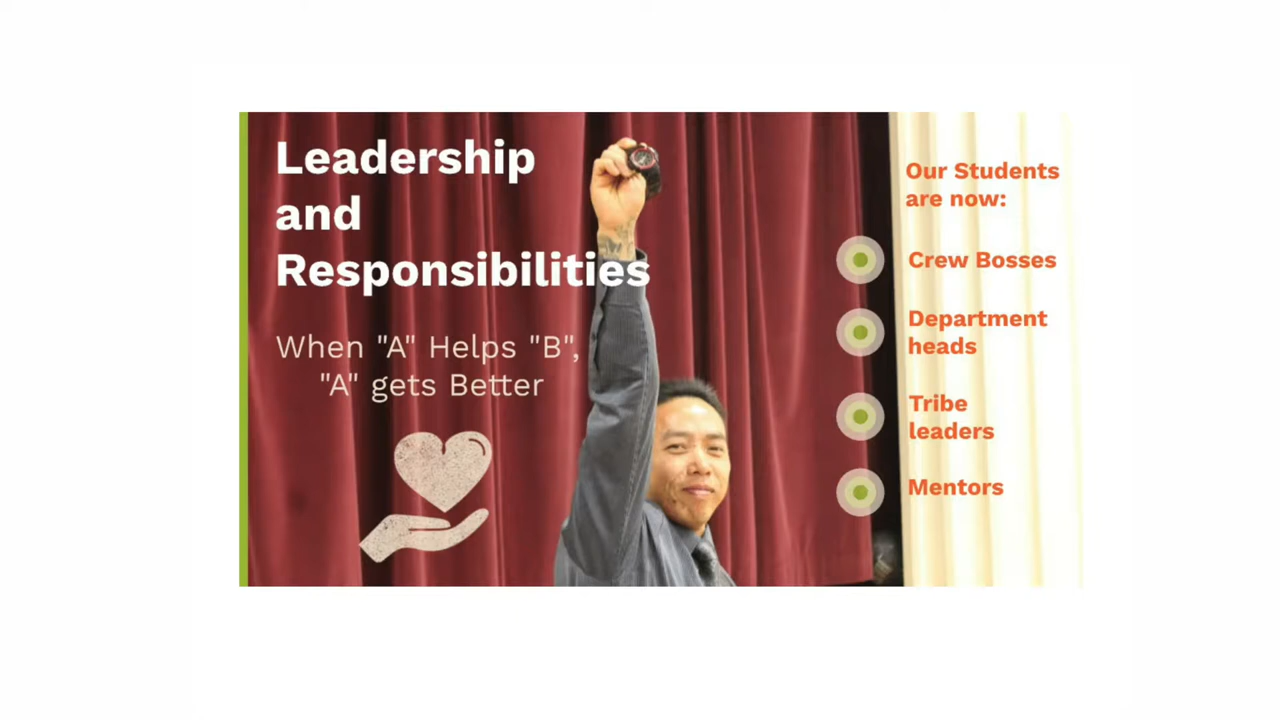 Leadership
and
Responsibilities
When "A" Helps "B",
"A" gets Better
Our Students
are now:
Crew Bosses
Department
heads
Tribe
leaders
Mentors